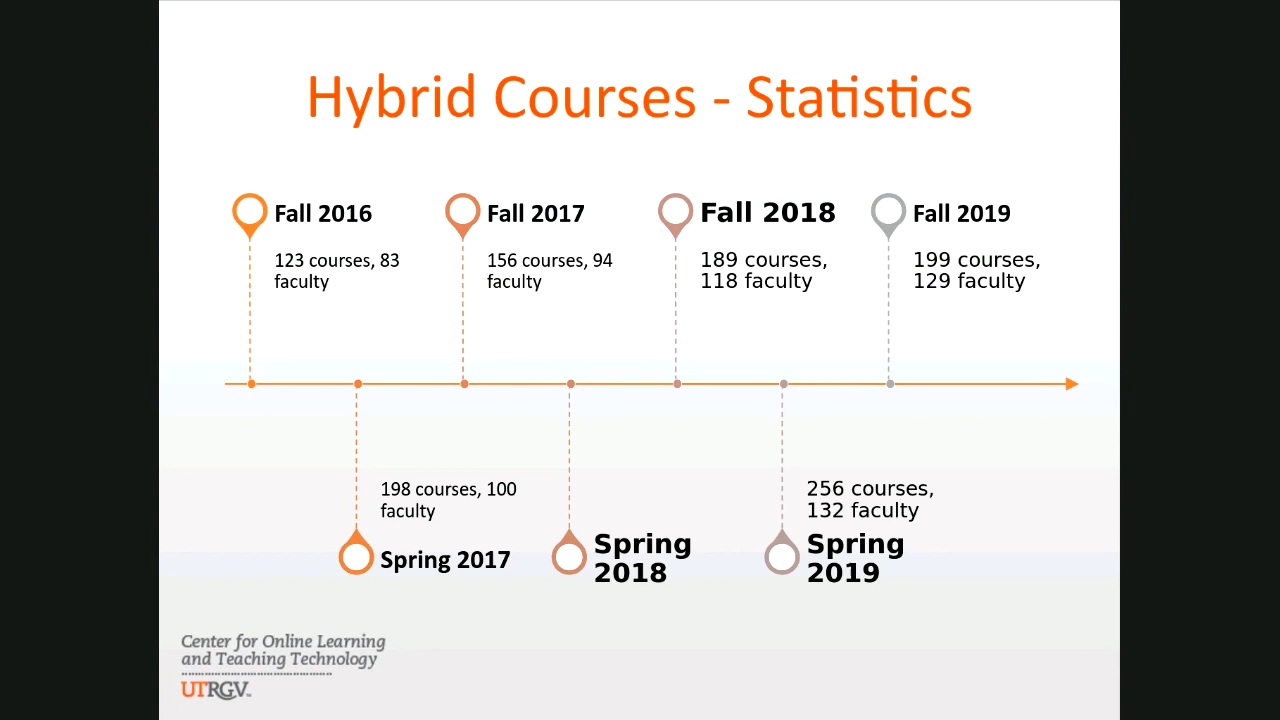 Hybrid Courses - Statistics
Fall 2016
123 courses, 83
faculty
Fall 2017
156 courses, 94
faculty
Fall 2018
189 courses,
118 faculty
Fall 2019
199 courses,
129 faculty
198 courses, 100
faculty
Spring 2017
Spring
2018
256 courses,
132 faculty
Spring
2019
Center for Online Learning
and Teaching Technology
UTRGV